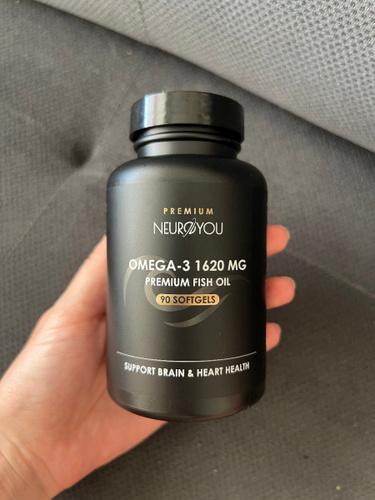 PREMIUM
NEUROYOU
OMEGA-3 1620 MG
PREMIUM FISH OIL
90 SOFTGELS
SUPPORT BRAIN & HEART HEALTH